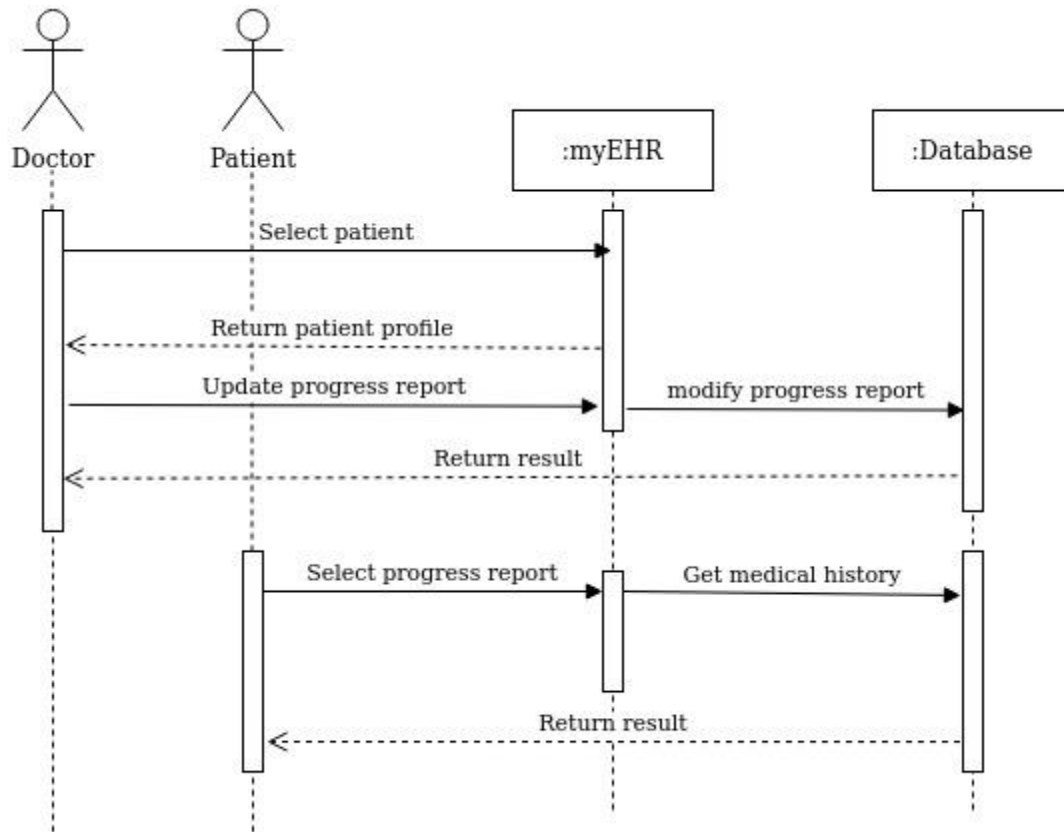 Doctor
Patient
:myEHR
:Database
Select patient
Return patient profile
Update progress report
modify progress report
Return result
Select progress report
Get medical history
Return result